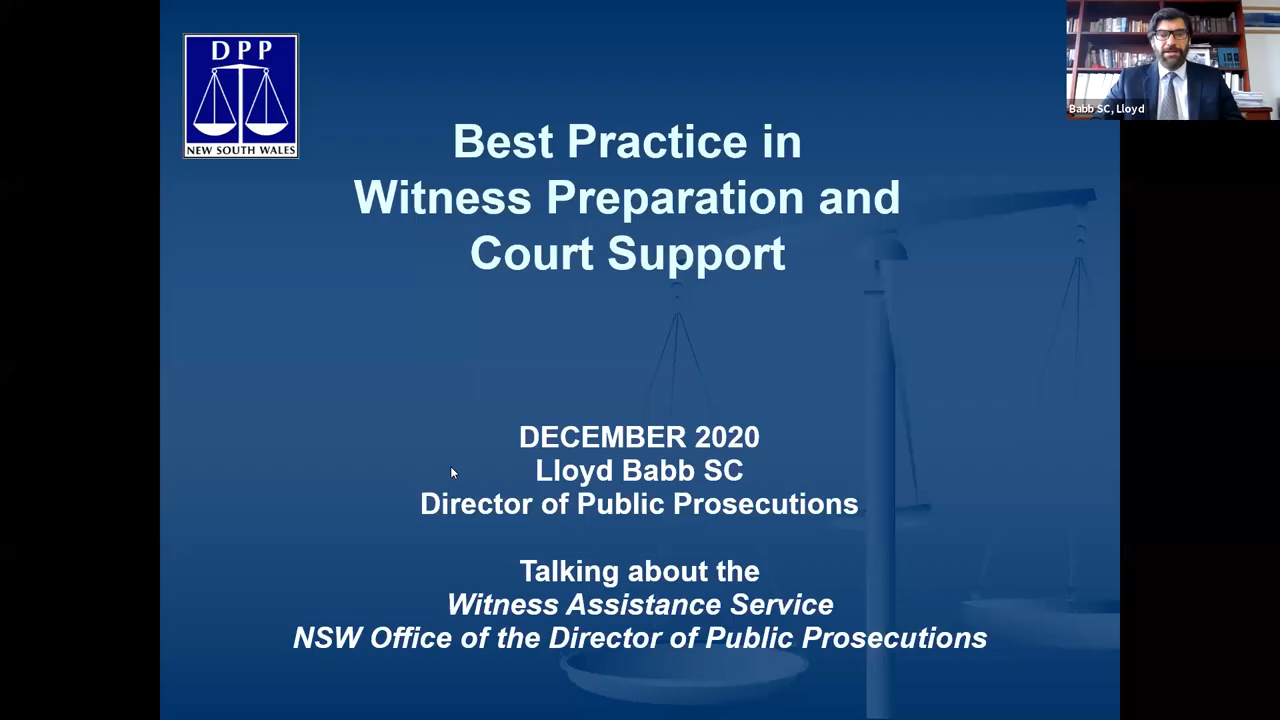 DPP
NEW SOUTH WALES
Babb SC, Lloyd
Best Practice in
Witness Preparation and
Court Support
DECEMBER 2020
Lloyd Babb SC
Director of Public Prosecutions
Talking about the
Witness Assistance Service
NSW Office of the Director of Public Prosecutions